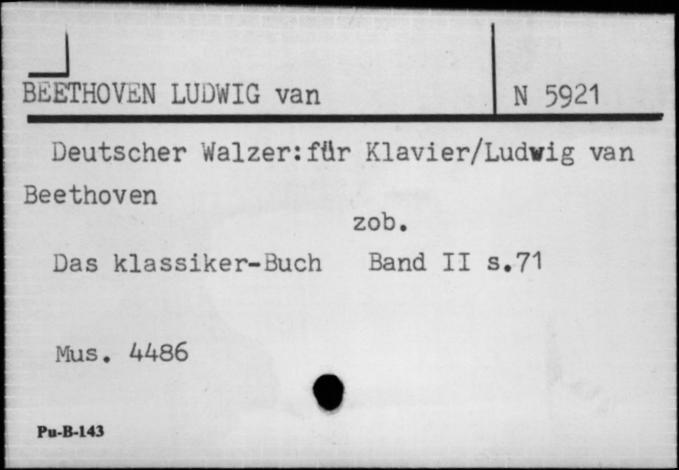 BEETHOVEN LUDWIG van N 5921
Deutscher Walzer:für Klavier/Ludwig van
Beethoven
zob.
Das klassiker-Buch Band II s.71
Mus. 4486
Pu-B-143